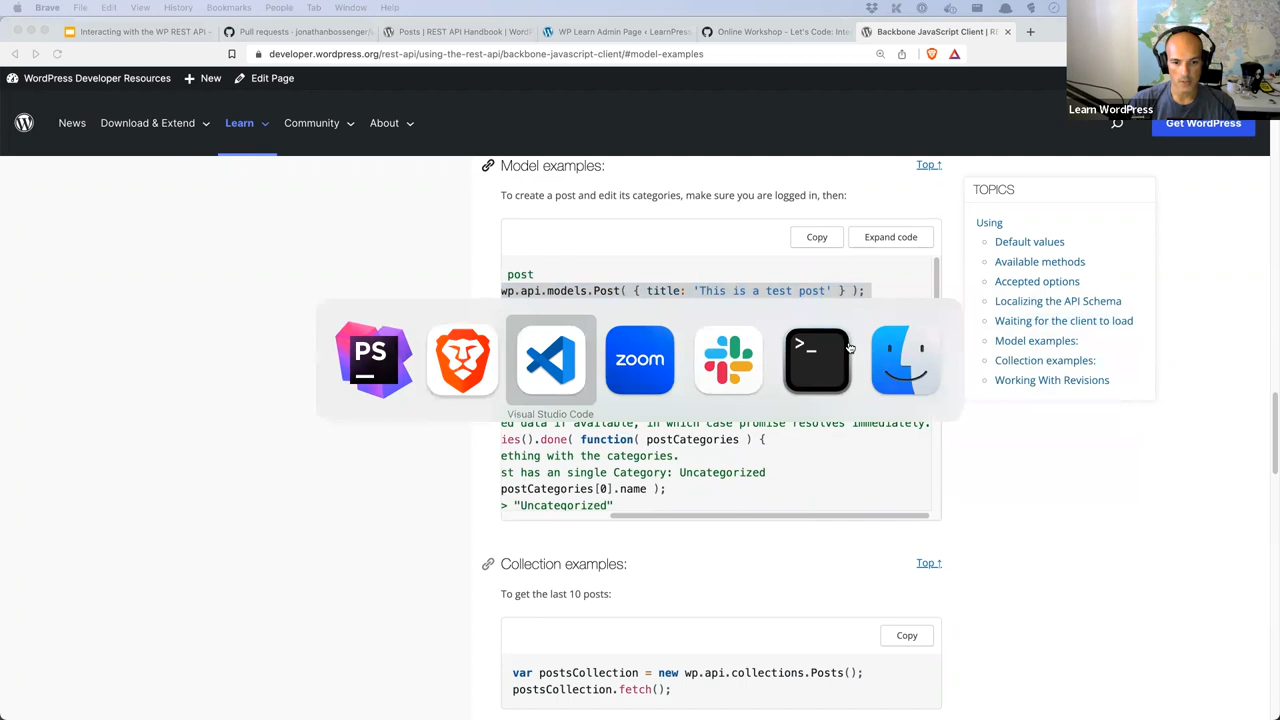 Brave
File
Edit
View
History
Bookmarks
People
Tab
Window
Help
Interacting with the WP REST API -
Pull requests · jonathanbossenger/
Posts | REST API Handbook | WordP
WP Learn Admin Page ‹ LearnPress
Online Workshop - Let's Code: Inter
Backbone JavaScript Client | RE
developer.wordpress.org/rest-api/using-the-rest-api/backbone-javascript-client/#model-examples
WordPress Developer Resources
New
Edit Page
Learn WordPress
News
Download & Extend
Learn
Community
About
Get WordPress
Model examples:
Top ↑
To create a post and edit its categories, make sure you are logged in, then:
Copy
Expand code
post
wp.api.models.Post( { title: 'This is a test post' } );
PS
zoom
>_
Visual Studio Code
ed data if available, in which case promise resolves immediately.
ies().done( function( postCategories ) {
ething with the categories.
st has an single Category: Uncategorized
postCategories[0].name );
> "Uncategorized"
Collection examples:
Top ↑
To get the last 10 posts:
Copy
var postsCollection = new wp.api.collections.Posts();
postsCollection.fetch();
TOPICS
Using
Default values
Available methods
Accepted options
Localizing the API Schema
Waiting for the client to load
Model examples:
Collection examples:
Working With Revisions